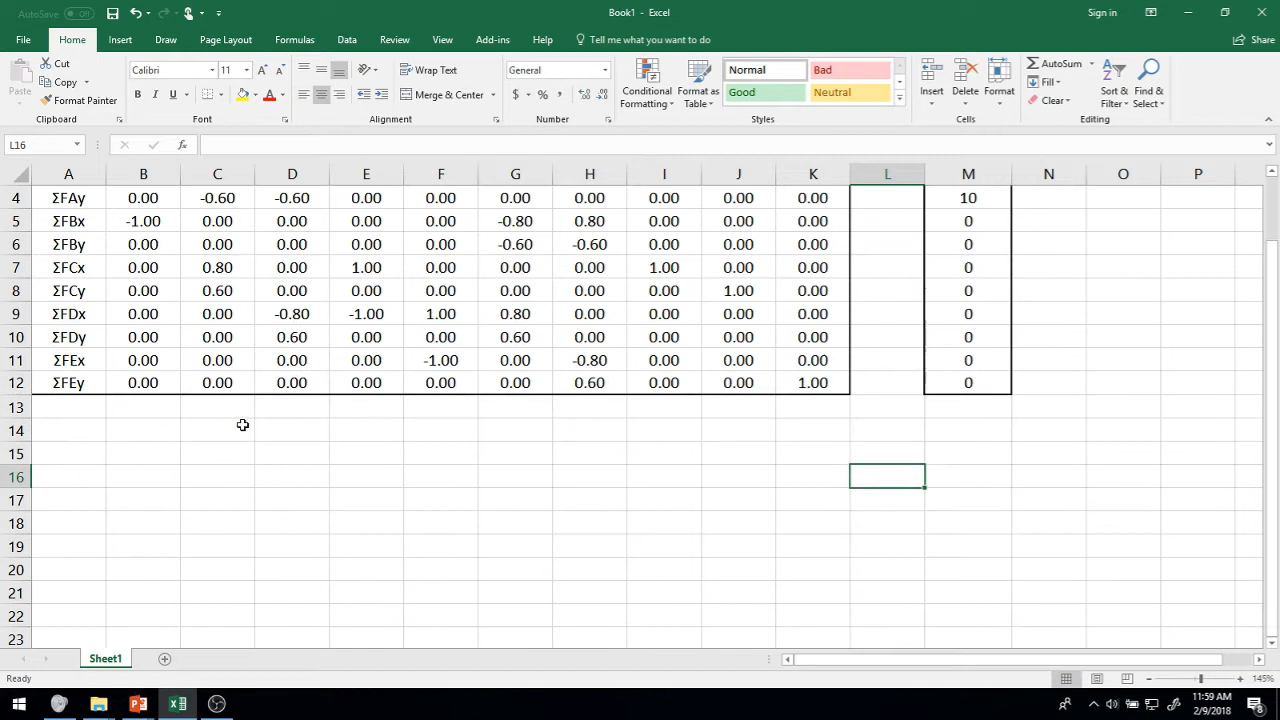 AutoSave Off
Book1 - Excel
Sign in
File Home Insert Draw Page Layout Formulas Data Review View Add-ins Help Tell me what you want to do Share
Paste
Cut
Copy
Format Painter
Clipboard
Calibri 11
B I U
Font
Wrap Text
Merge & Center
Alignment
General
$ % ,
Number
Conditional Formatting
Format as Table
Normal Bad
Good Neutral
Styles
Insert Delete Format
Cells
AutoSum
Fill
Clear
Sort & Filter
Find & Select
Editing
L16 fx
A B C D E F G H I J K L M N O P
4 ΣFAy 0.00 -0.60 -0.60 0.00 0.00 0.00 0.00 0.00 0.00 0.00 10
5 ΣFBx -1.00 0.00 0.00 0.00 0.00 -0.80 0.80 0.00 0.00 0.00 0
6 ΣFBy 0.00 0.00 0.00 0.00 0.00 -0.60 -0.60 0.00 0.00 0.00 0
7 ΣFCx 0.00 0.80 0.00 1.00 0.00 0.00 0.00 1.00 0.00 0.00 0
8 ΣFCy 0.00 0.60 0.00 0.00 0.00 0.00 0.00 0.00 1.00 0.00 0
9 ΣFDx 0.00 0.00 -0.80 -1.00 1.00 0.80 0.00 0.00 0.00 0.00 0
10 ΣFDy 0.00 0.00 0.60 0.00 0.00 0.60 0.00 0.00 0.00 0.00 0
11 ΣFEx 0.00 0.00 0.00 0.00 -1.00 0.00 -0.80 0.00 0.00 0.00 0
12 ΣFEy 0.00 0.00 0.00 0.00 0.00 0.00 0.60 0.00 0.00 1.00 0
13
14
15
16
17
18
19
20
21
22
23
Sheet1
Ready
145%
11:59 AM
2/9/2018
8